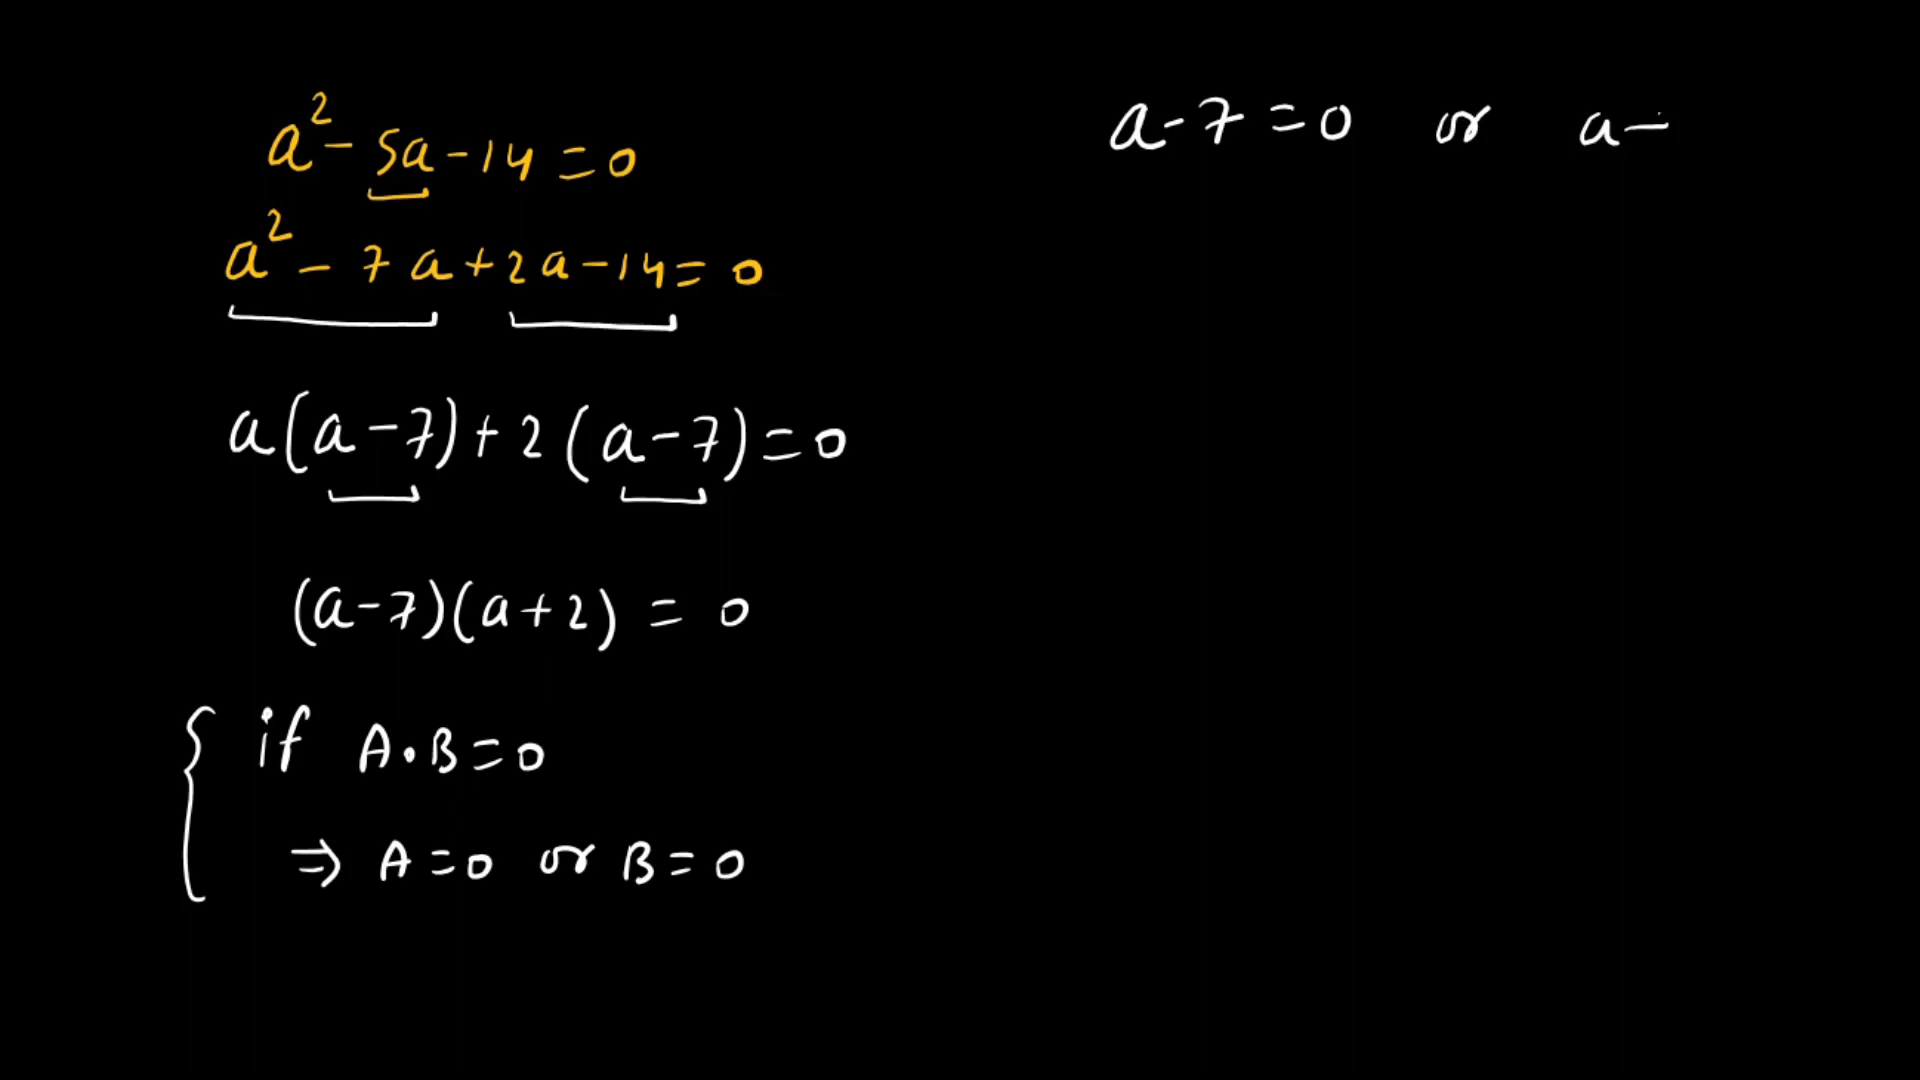 a² - 5a - 14 = 0
a² - 7a + 2a - 14 = 0
a(a - 7) + 2(a - 7) = 0
(a - 7)(a + 2) = 0
if A · B = 0
⇒ A = 0 or B = 0
a - 7 = 0 or a -